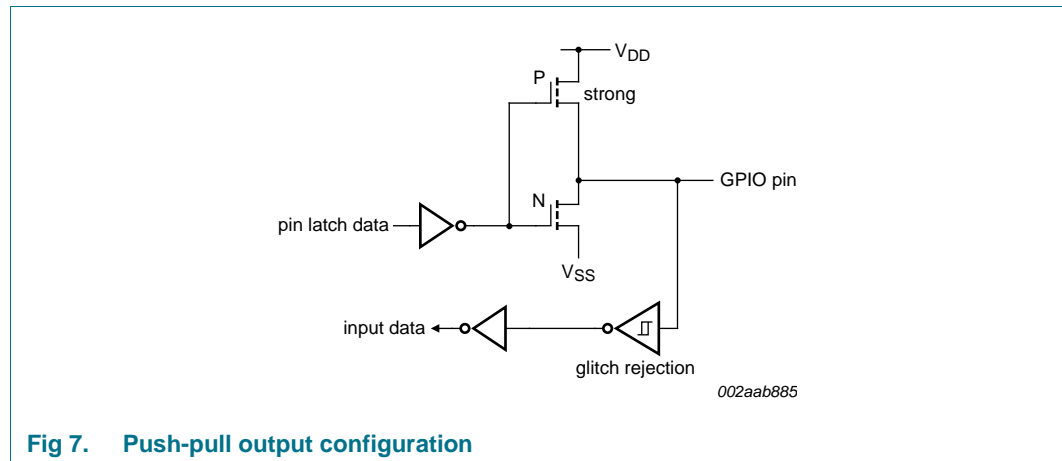 VDD
P
strong
GPIO pin
N
pin latch data
VSS
input data
glitch rejection
002aab885
Fig 7. Push-pull output configuration